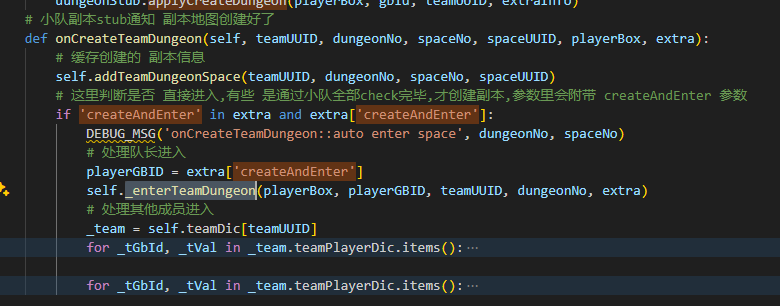 dungeonStub.applyCreateDungeon(playerBox, gbId, teamUUID, extraInfo)
# 小队副本stub通知 副本地图创建好了
def onCreateTeamDungeon(self, teamUUID, dungeonNo, spaceNo, spaceUUID, playerBox, extra):
# 缓存创建的 副本信息
self.addTeamDungeonSpace(teamUUID, dungeonNo, spaceNo, spaceUUID)
# 这里判断是否 直接进入,有些 是通过小队全部check完毕,才创建副本,参数里会附带 createAndEnter 参数
if 'createAndEnter' in extra and extra['createAndEnter']:
DEBUG_MSG('onCreateTeamDungeon::auto enter space', dungeonNo, spaceNo)
# 处理队长进入
playerGBID = extra['createAndEnter']
self._enterTeamDungeon(playerBox, playerGBID, teamUUID, dungeonNo, extra)
# 处理其他成员进入
_team = self.teamDic[teamUUID]
for _tGbId, _tVal in _team.teamPlayerDic.items():⋯
for _tGbId, _tVal in _team.teamPlayerDic.items():⋯